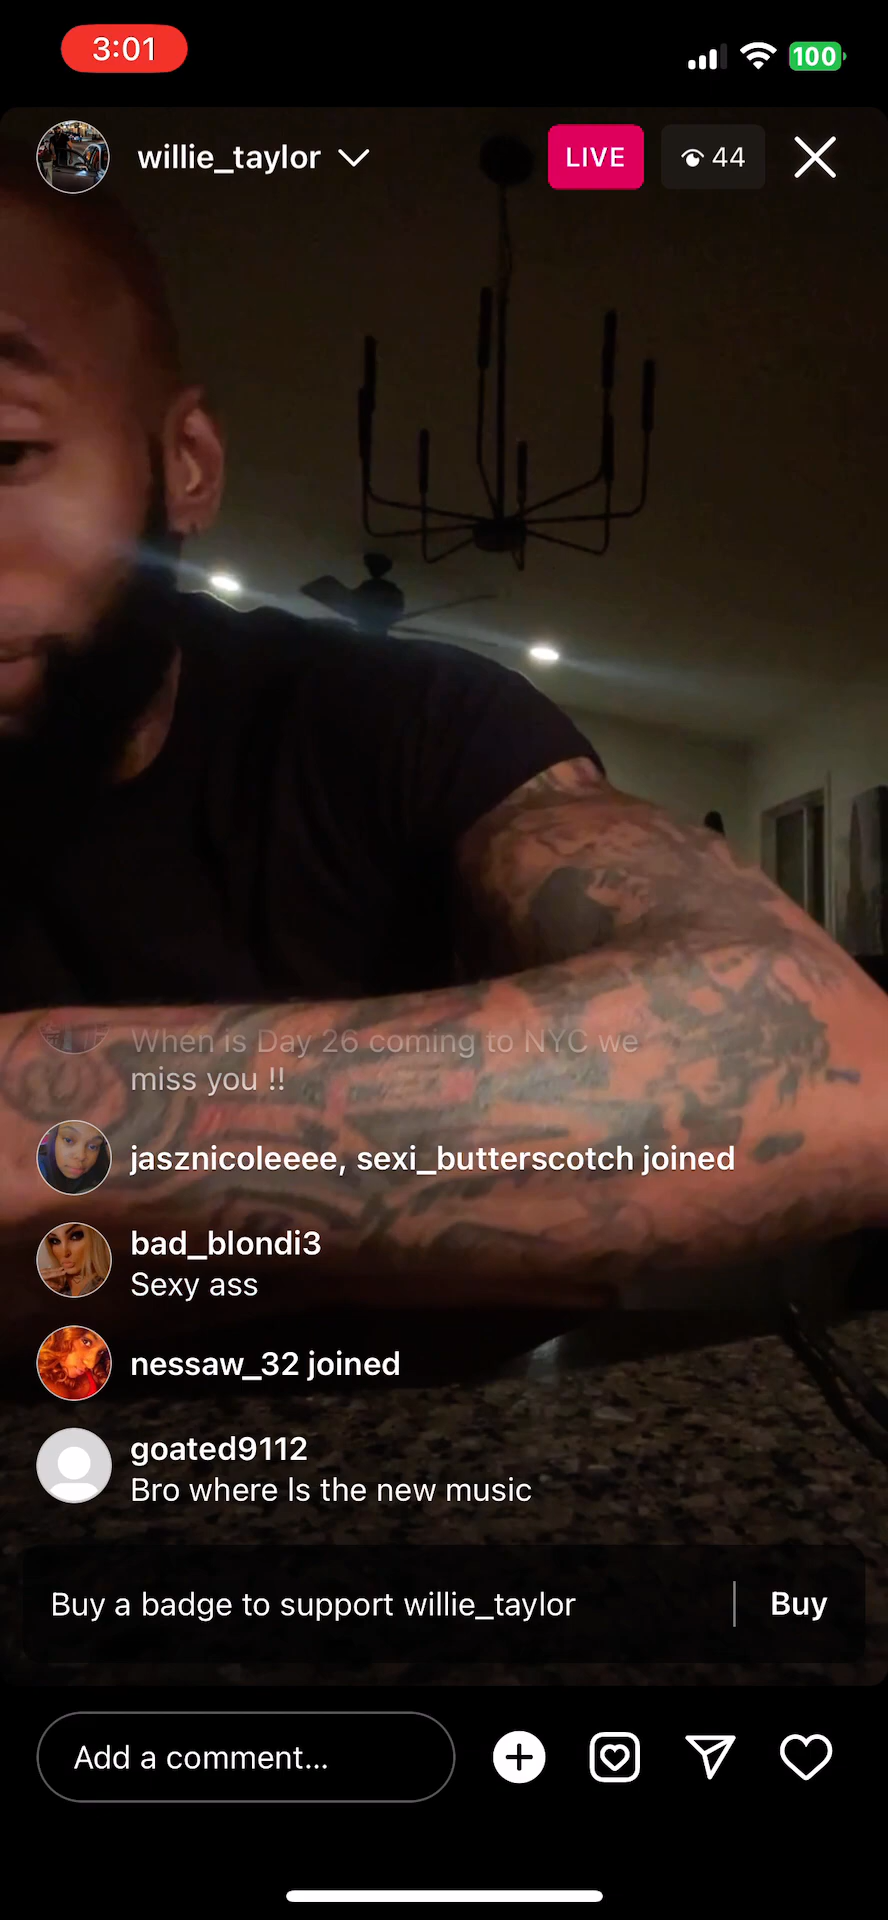 3:01
100
willie_taylor
LIVE
44
When is Day 26 coming to NYC we
miss you !!
jasznicoleeee, sexi_butterscotch joined
bad_blondi3
Sexy ass
nessaw_32 joined
goated9112
Bro where Is the new music
Buy a badge to support willie_taylor
Buy
Add a comment...